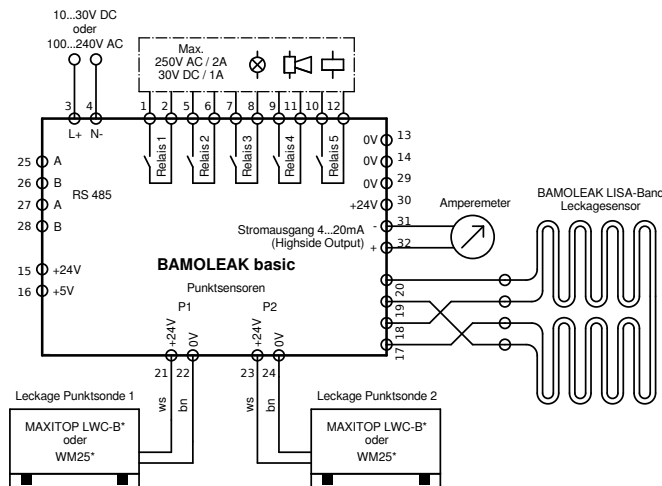 10...30V DC
oder
100...240V AC
Max.
250V AC / 2A
30V DC / 1A
3 4 1 2 5 6 7 8 9 11 10 12
L+ N-
Relais 1
Relais 2
Relais 3
Relais 4
Relais 5
0V 13
0V 14
0V 29
+24V 30
- 31
+ 32
25 A
26 B
27 A
28 B
RS 485
15 +24V
16 +5V
Stromausgang 4...20mA
(Highside Output)
Amperemeter
BAMOLEAK LISA-Band
Leckagesensor
BAMOLEAK basic
Punktsensoren
P1 P2
+24V
0V
+24V
0V
20
19
18
17
21 22 23 24
ws
bn
ws
bn
Leckage Punktsonde 1
MAXITOP LWC-B*
oder
WM25*
Leckage Punktsonde 2
MAXITOP LWC-B*
oder
WM25*